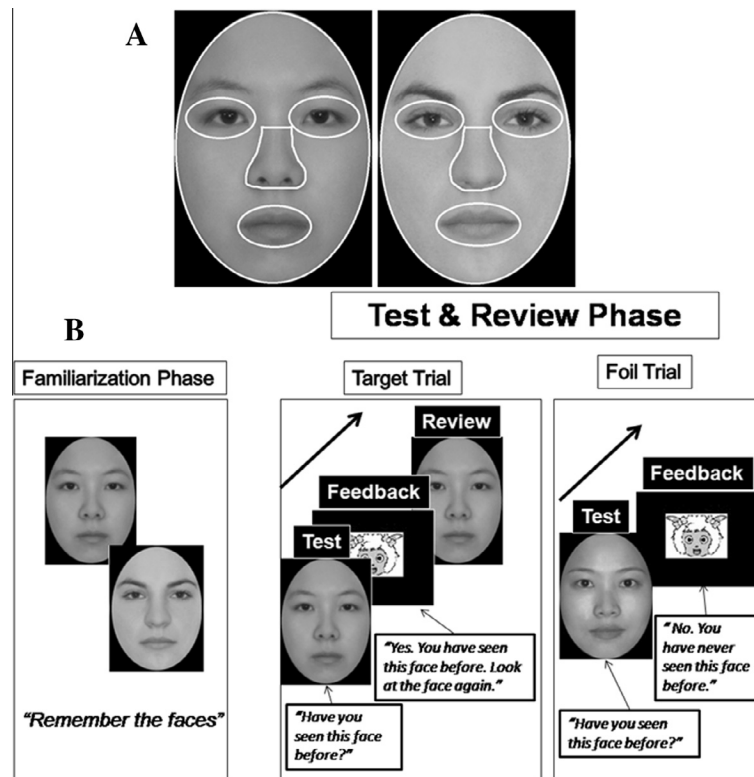 A
B
Test & Review Phase
Familiarization Phase
"Remember the faces"
Target Trial
Review
Feedback
Test
"Yes. You have
seen
this face before. Look
at the face again."
"Have you
seen this face
before?"
Foil Trial
Feedback
Test
"No. You
have never
seen this face
before."
"Have you seen
this face before?"